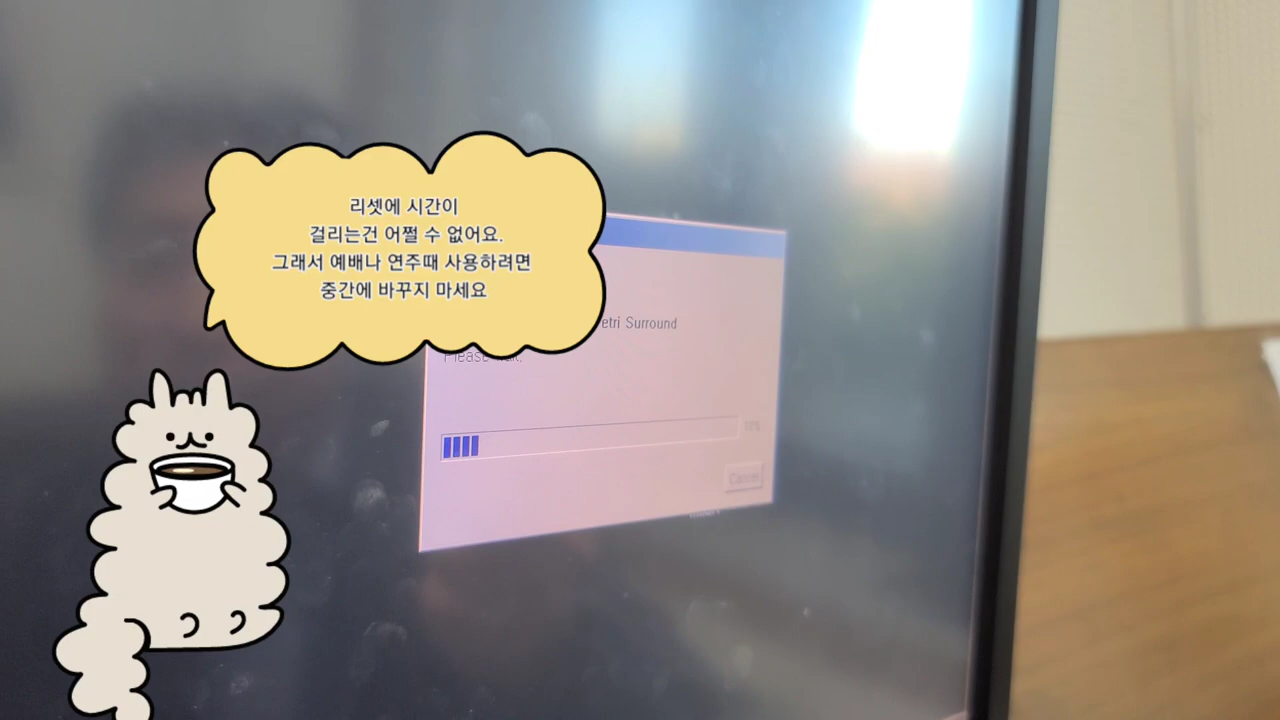 리셋에 시간이
걸리는건 어쩔 수 없어요.
그래서 예배나 연주때 사용하려면
중간에 바꾸지 마세요
etri Surround
Please
10%
Cancel